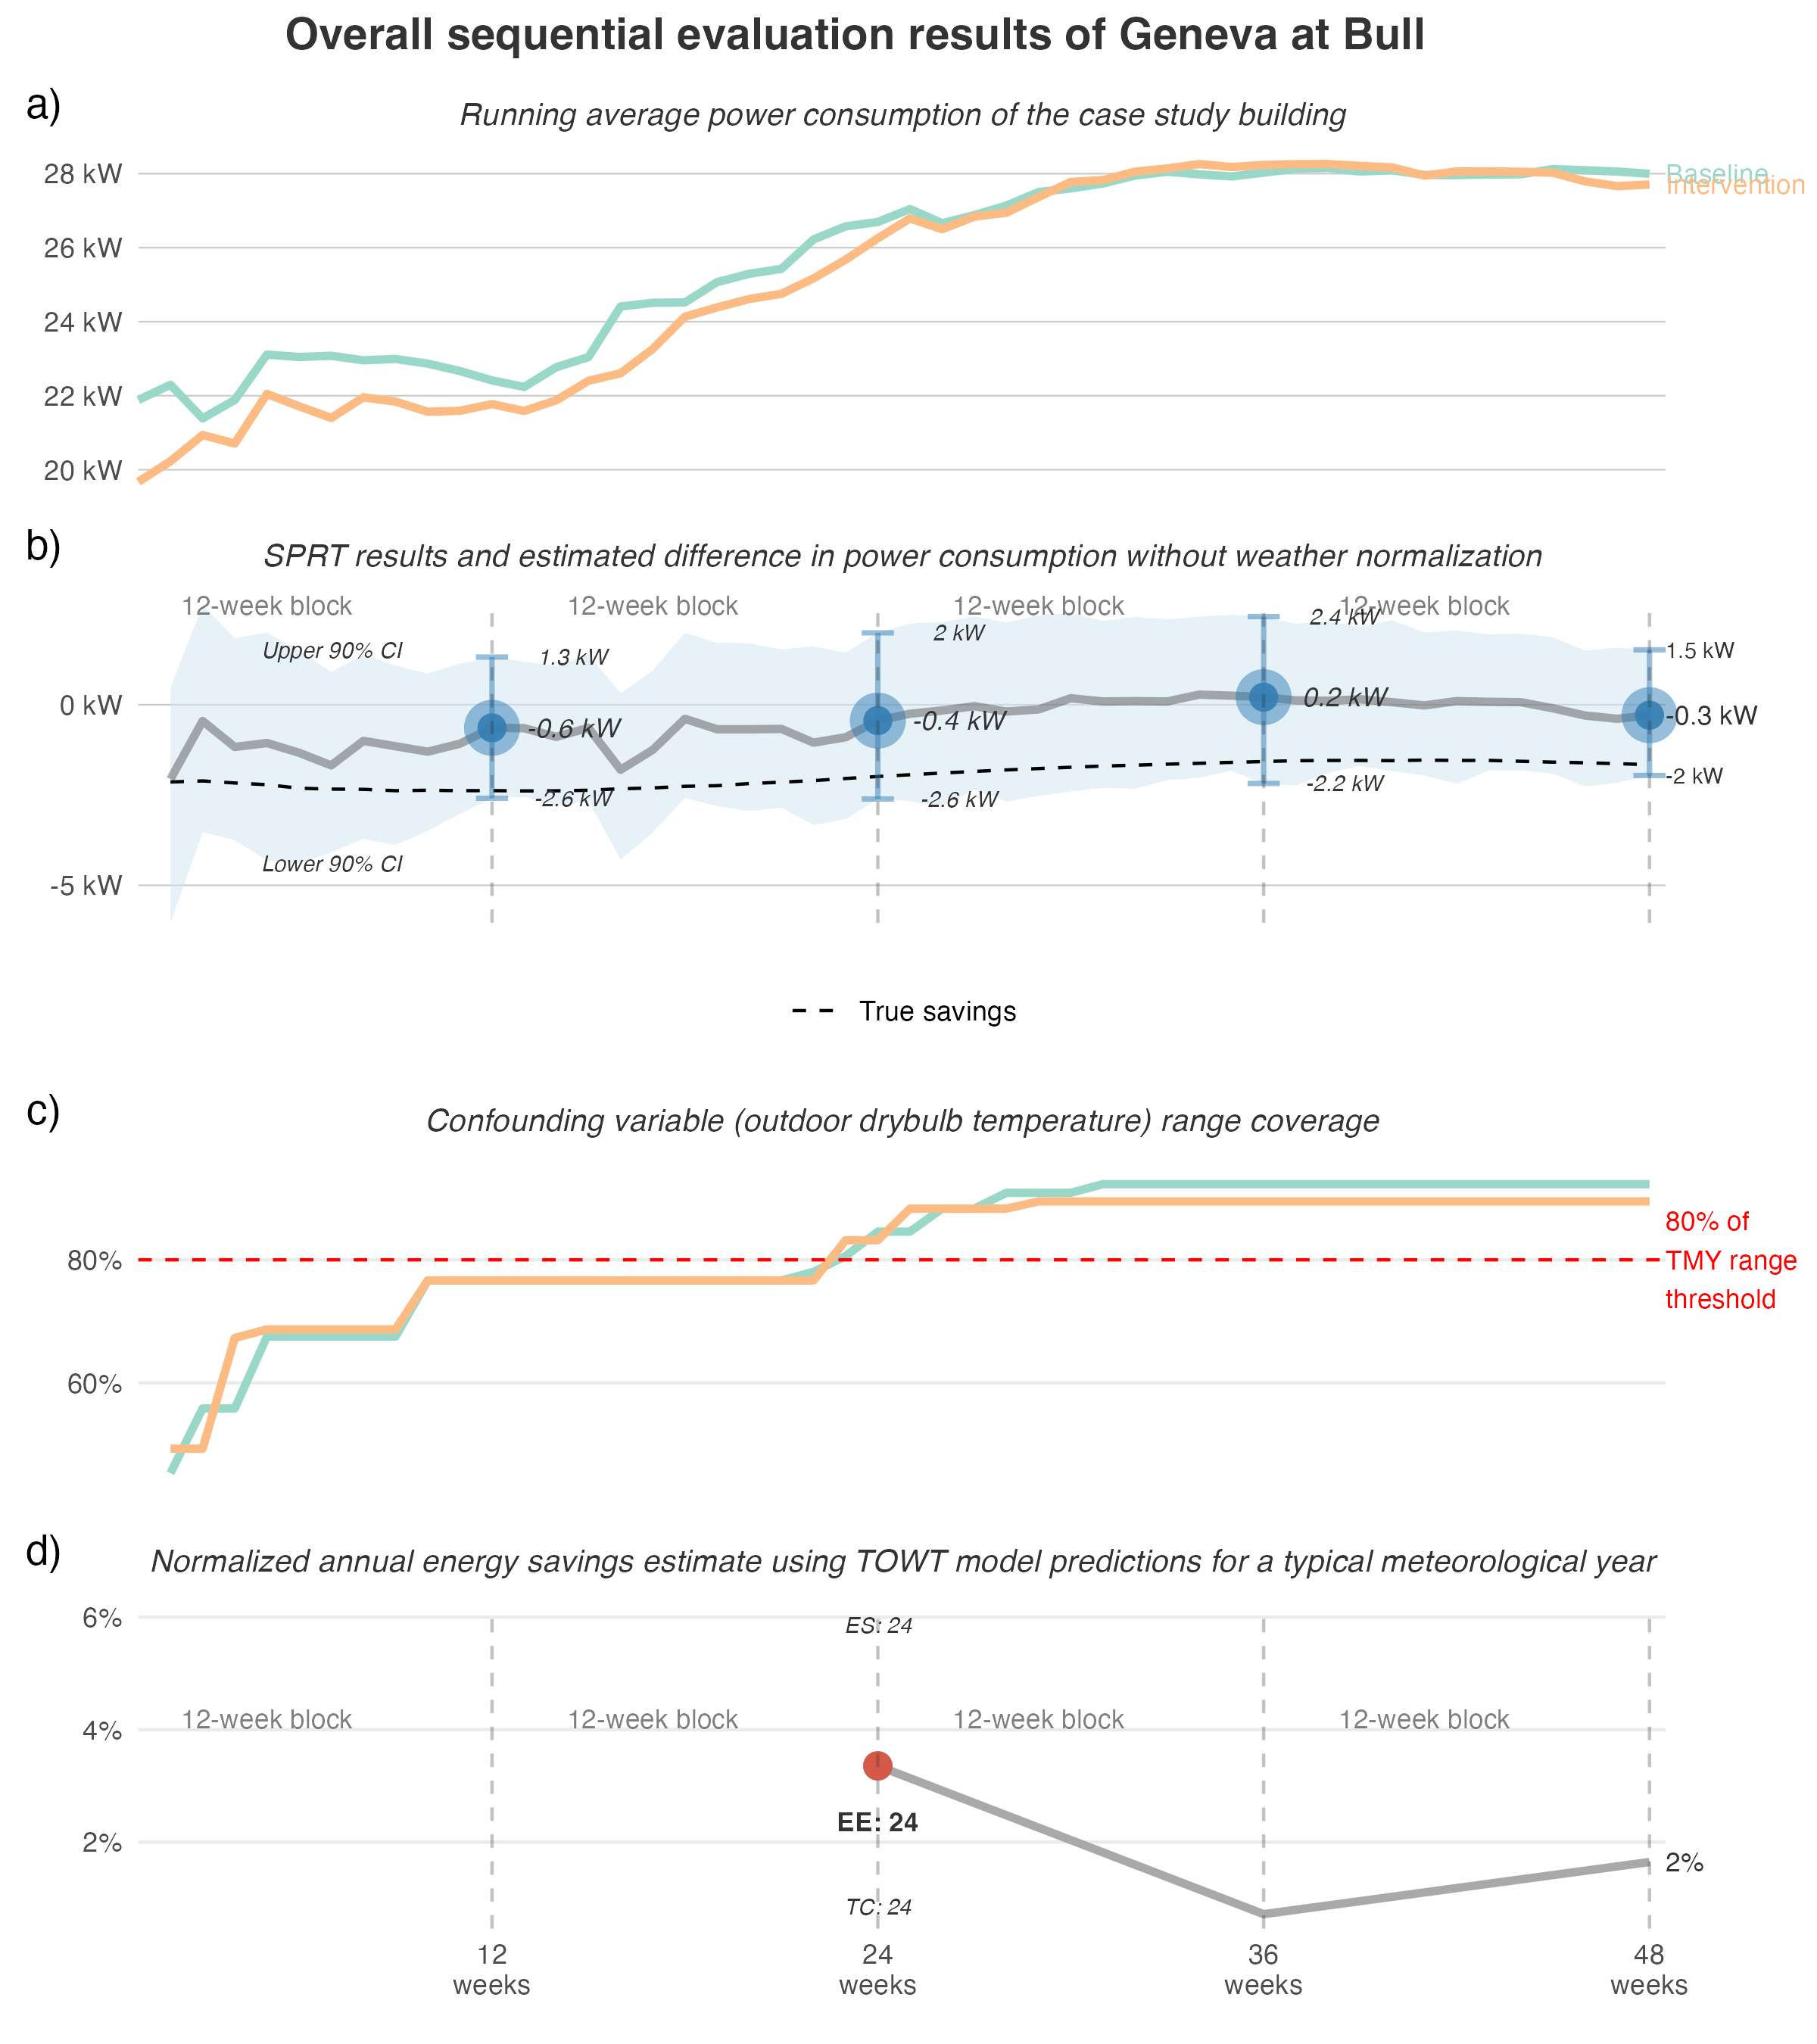 Overall sequential evaluation results of Geneva at Bull
a)
Running average power consumption of the case study building
28 kW
26 kW
24 kW
22 kW
20 kW
Baseline
Intervention
b)
SPRT results and estimated difference in power consumption without weather normalization
12-week block
12-week block
12-week block
12-week block
Upper 90% CI
1.3 kW
2 kW
2.4 kW
1.5 kW
0 kW
-0.6 kW
-0.4 kW
0.2 kW
-0.3 kW
-2.6 kW
-2.6 kW
-2.2 kW
-2 kW
Lower 90% CI
-5 kW
True savings
c)
Confounding variable (outdoor drybulb temperature) range coverage
80%
60%
80% of
TMY range
threshold
d)
Normalized annual energy savings estimate using TOWT model predictions for a typical meteorological year
6%
4%
2%
ES: 24
12-week block
12-week block
12-week block
12-week block
EE: 24
TC: 24
2%
12
weeks
24
weeks
36
weeks
48
weeks